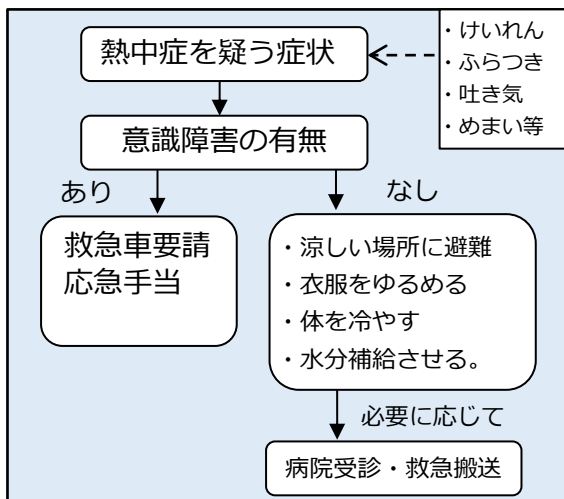 熱中症を疑う症状
・けいれん
・ふらつき
・吐き気
・めまい等
意識障害の有無
あり
なし
救急車要請
応急手当
・涼しい場所に避難
・衣服をゆるめる
・体を冷やす
・水分補給させる。
必要に応じて
病院受診・救急搬送